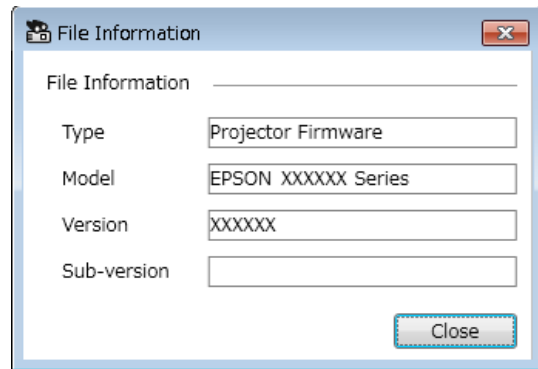 File Information
File Information
Type Projector Firmware
Model EPSON XXXXXX Series
Version XXXXXX
Sub-version
Close